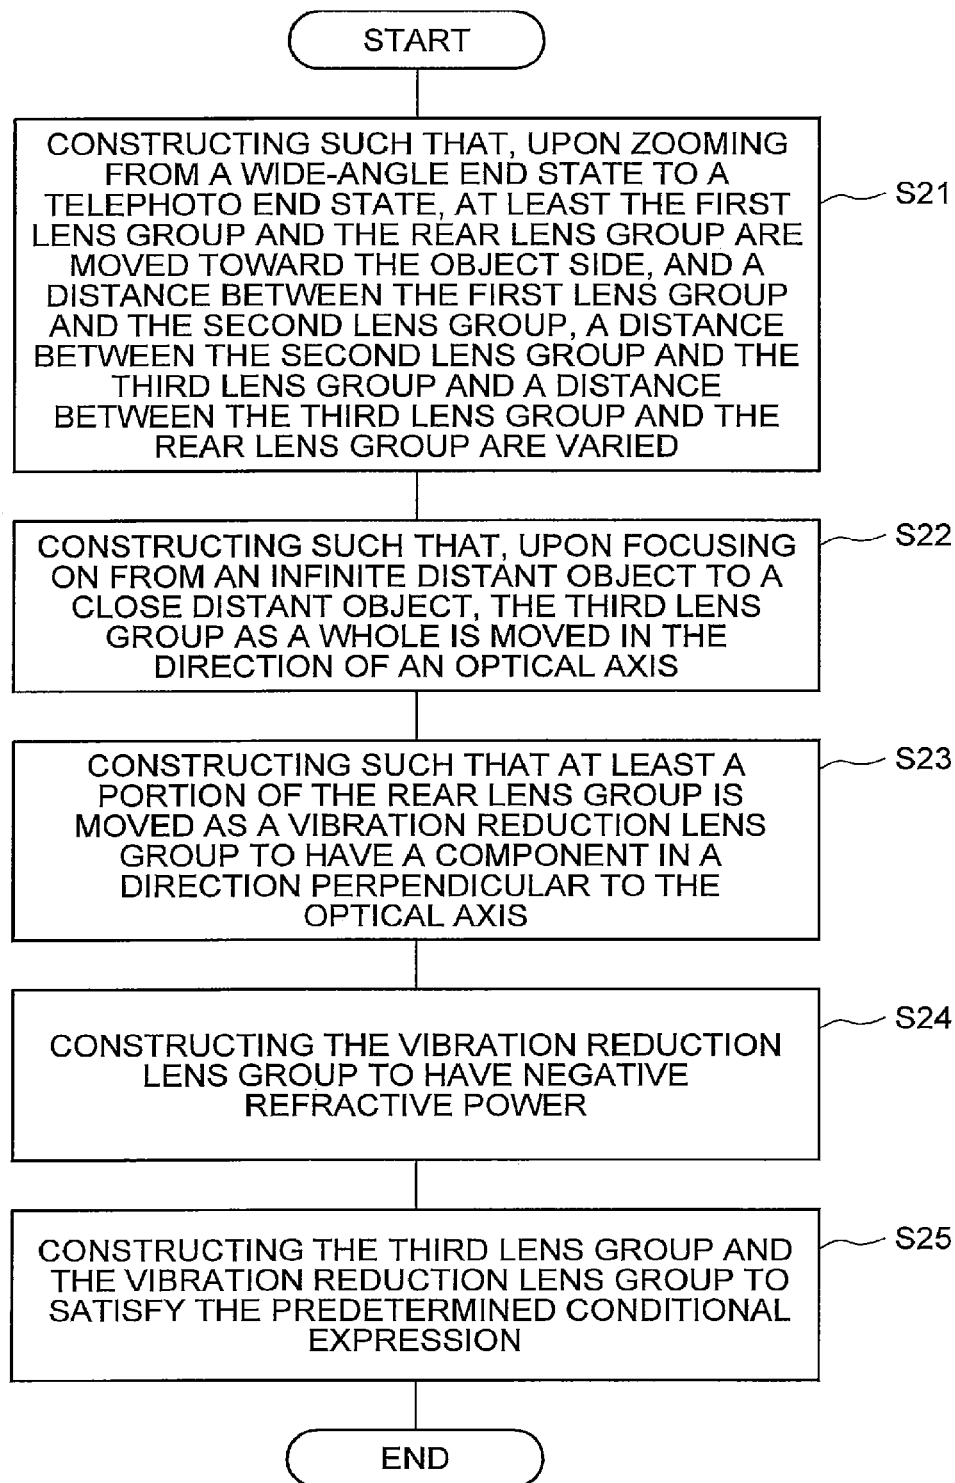 START
CONSTRUCTING SUCH THAT, UPON ZOOMING
FROM A WIDE-ANGLE END STATE TO A
TELEPHOTO END STATE, AT LEAST THE FIRST
LENS GROUP AND THE REAR LENS GROUP ARE
MOVED TOWARD THE OBJECT SIDE, AND A
DISTANCE BETWEEN THE FIRST LENS GROUP
AND THE SECOND LENS GROUP, A DISTANCE
BETWEEN THE SECOND LENS GROUP AND THE
THIRD LENS GROUP AND A DISTANCE
BETWEEN THE THIRD LENS GROUP AND THE
REAR LENS GROUP ARE VARIED
S21
CONSTRUCTING SUCH THAT, UPON FOCUSING
ON FROM AN INFINITE DISTANT OBJECT TO A
CLOSE DISTANT OBJECT, THE THIRD LENS
GROUP AS A WHOLE IS MOVED IN THE
DIRECTION OF AN OPTICAL AXIS
S22
CONSTRUCTING SUCH THAT AT LEAST A
PORTION OF THE REAR LENS GROUP IS
MOVED AS A VIBRATION REDUCTION LENS
GROUP TO HAVE A COMPONENT IN A
DIRECTION PERPENDICULAR TO THE
OPTICAL AXIS
S23
CONSTRUCTING THE VIBRATION REDUCTION
LENS GROUP TO HAVE NEGATIVE
REFRACTIVE POWER
S24
CONSTRUCTING THE THIRD LENS GROUP AND
THE VIBRATION REDUCTION LENS GROUP TO
SATISFY THE PREDETERMINED CONDITIONAL
EXPRESSION
S25
END